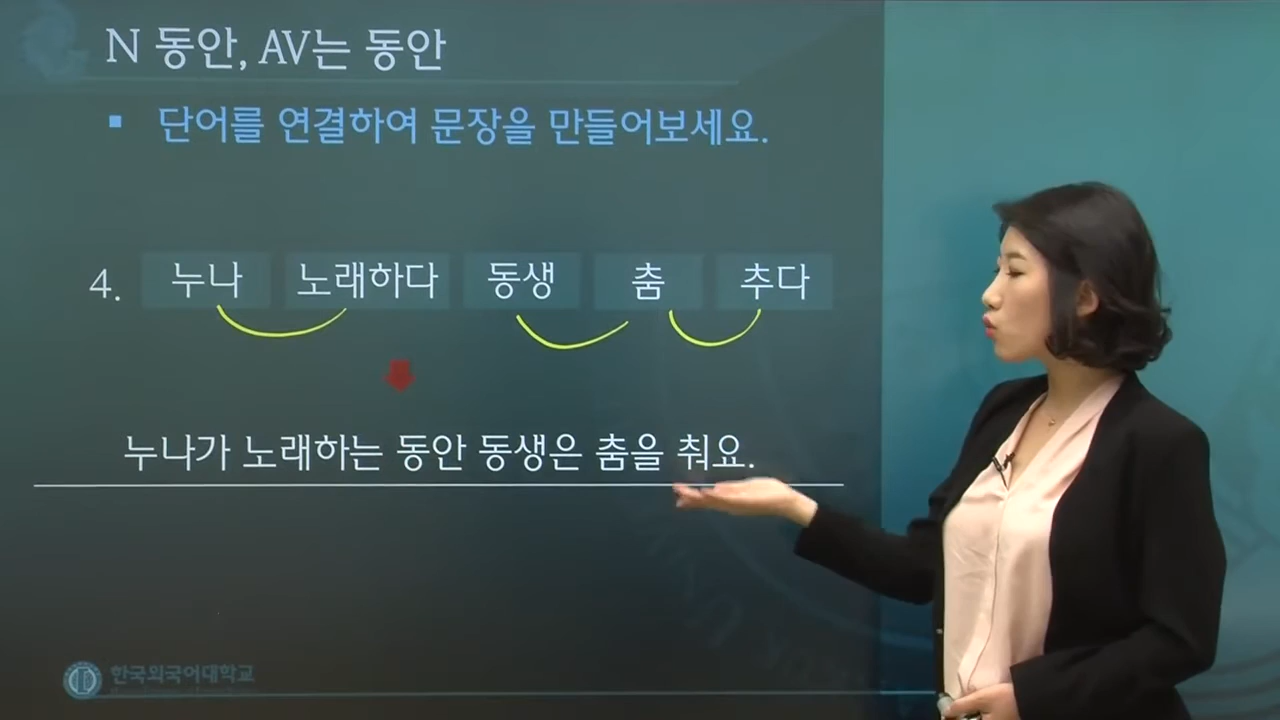 N 동안, AV는 동안
▪ 단어를 연결하여 문장을 만들어보세요.
4. 누나 노래하다 동생 춤 추다
누나가 노래하는 동안 동생은 춤을 춰요.
한국외국어대학교